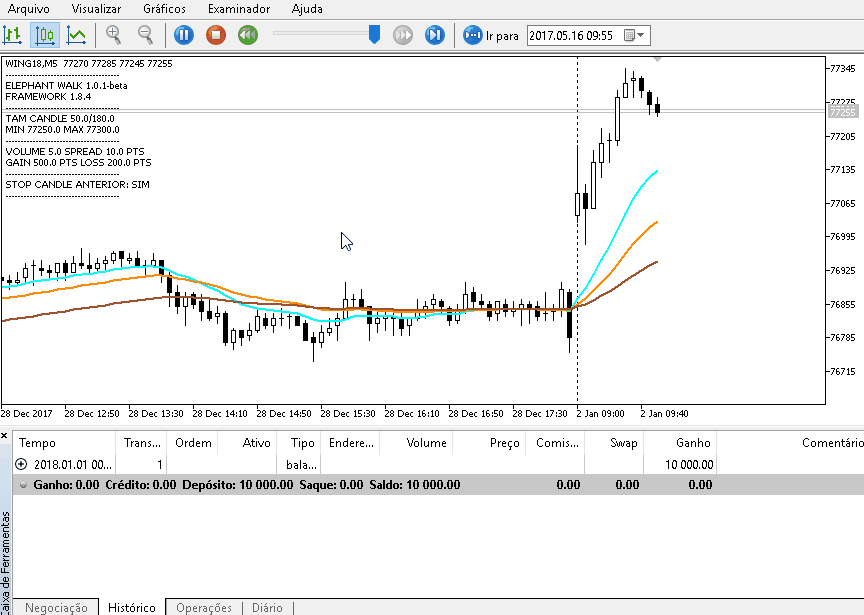 Arquivo Visualizar Gráficos Examinador Ajuda
Ir para 2017.05.16 09:55
WING18,M5 77270 77285 77245 77255
ELEPHANT WALK 1.0.1-beta
FRAMEWORK 1.8.4
TAM CANDLE 50.0/180.0
MIN 77250.0 MAX 77300.0
VOLUME 5.0 SPREAD 10.0 PTS
GAIN 500.0 PTS LOSS 200.0 PTS
STOP CANDLE ANTERIOR: SIM
77345
77275
77255
77205
77135
77065
76995
76925
76855
76785
76715
28 Dec 2017 28 Dec 12:50 28 Dec 13:30 28 Dec 14:10 28 Dec 14:50 28 Dec 15:30 28 Dec 16:10 28 Dec 16:50 28 Dec 17:30 2 Jan 09:00 2 Jan 09:40
Tempo Trans... Ordem Ativo Tipo Endere... Volume Preço Comis... Swap Ganho Comentário
2018.01.01 00... 1 bala... 10 000.00
Ganho: 0.00 Crédito: 0.00 Depósito: 10 000.00 Saque: 0.00 Saldo: 10 000.00 0.00 0.00 0.00
Caixa de Ferramentas
Negociação Histórico Operações Diário